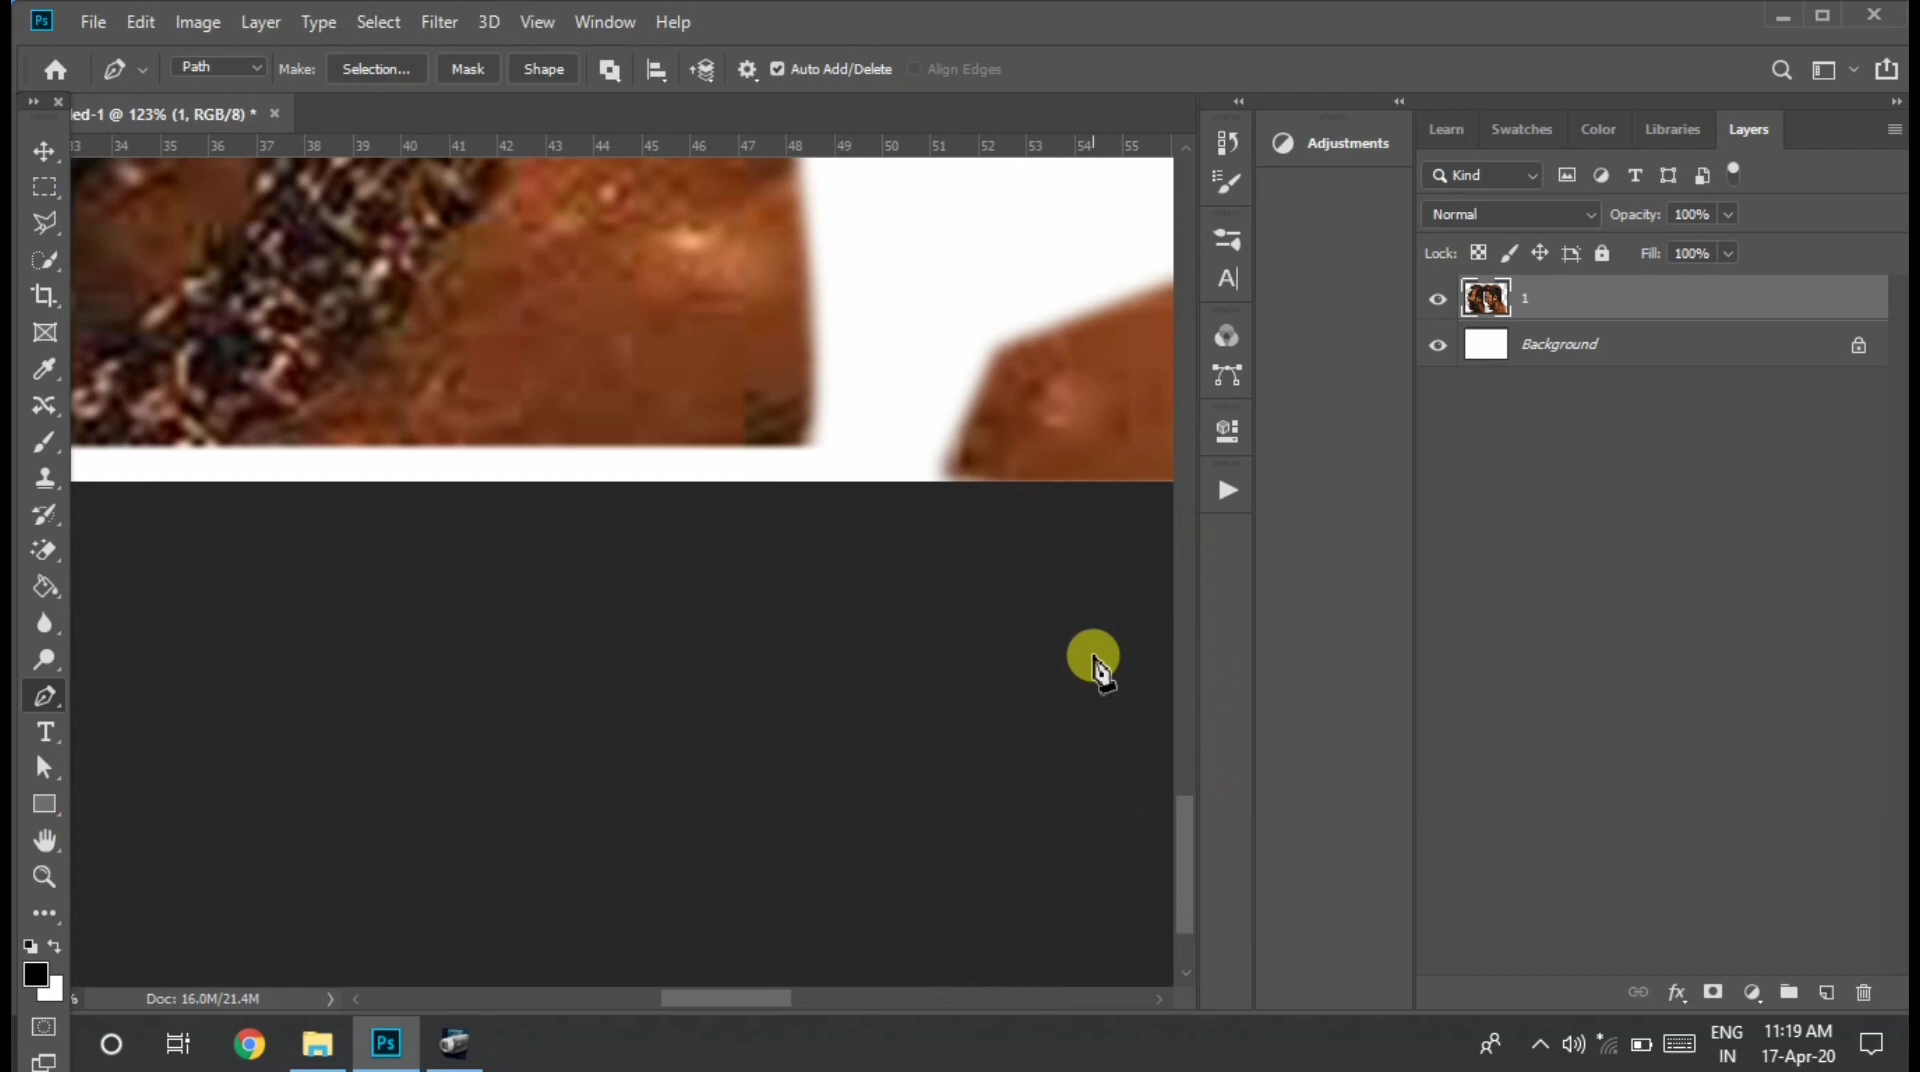 Ps File Edit Image Layer Type Select Filter 3D View Window Help
Path Make: Selection... Mask Shape Auto Add/Delete Align Edges
led-1 @ 123% (1, RGB/8) *
33 34 35 36 37 38 39 40 41 42 43 44 45 46 47 48 49 50 51 52 53 54 55
Adjustments
Learn Swatches Color Libraries Layers
Kind
Normal Opacity: 100%
Lock: Fill: 100%
1
Background
% Doc: 16.0M/21.4M
Ps
ENG 11:19 AM
IN 17-Apr-20